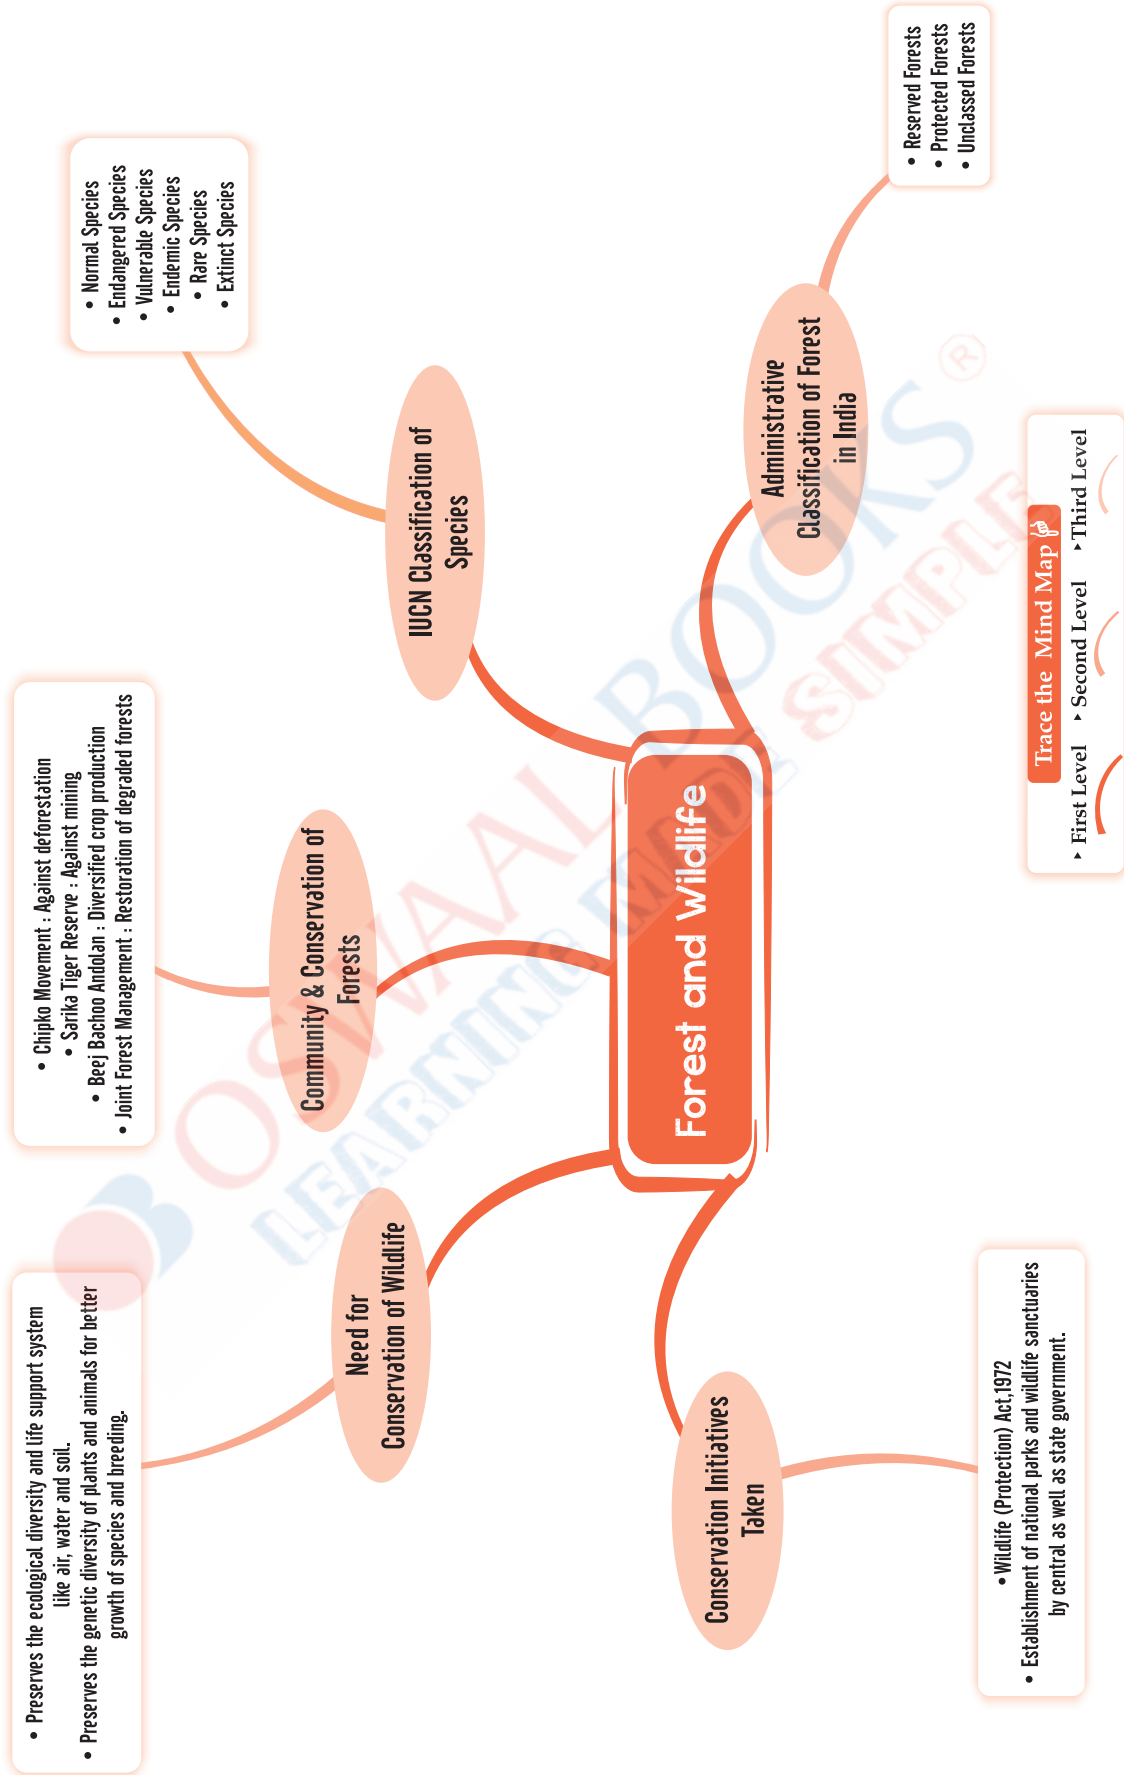 • Preserves the ecological diversity and life support system
like air, water and soil.
• Preserves the genetic diversity of plants and animals for better
growth of species and breeding.
Need for
Conservation of Wildlife
• Chipko Movement : Against deforestation
• Sarika Tiger Reserve : Against mining
• Beej Bachoo Andolan : Diversified crop production
• Joint Forest Management : Restoration of degraded forests
Community & Conservation of
Forests
• Normal Species
• Endangered Species
• Vulnerable Species
• Endemic Species
• Rare Species
• Extinct Species
IUCN Classification of
Species
Forest and Wildlife
Conservation Initiatives
Taken
• Wildlife (Protection) Act,1972
• Establishment of national parks and wildlife sanctuaries
by central as well as state government.
Administrative
Classification of Forest
in India
• Reserved Forests
• Protected Forests
• Unclassed Forests
Trace the Mind Map
▸ First Level ▸ Second Level ▸ Third Level
OSWAAL BOOKS ®
LEARNING MADE SIMPLE